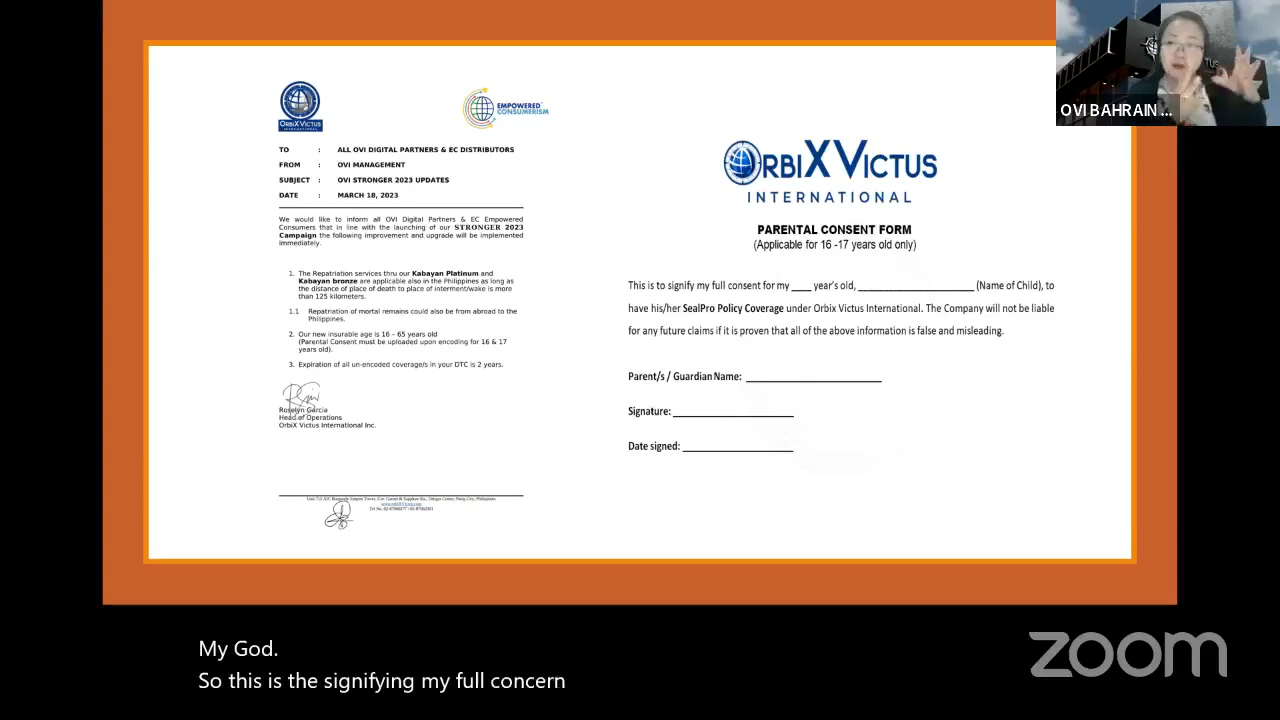 ORBIX VICTUS
INTERNATIONAL
EMPOWERED
CONSUMERISM
TO : ALL OVI DIGITAL PARTNERS & EC DISTRIBUTORS
FROM : OVI MANAGEMENT
SUBJECT : OVI STRONGER 2023 UPDATES
DATE : MARCH 18, 2023
We would like to inform all OVI Digital Partners & EC Empowered
Consumers that in line with the launching of our STRONGER 2023
Campaign the following improvement and upgrade will be implemented
immediately.
1. The Repatriation services thru our Kabayan Platinum and
Kabayan bronze are applicable also in the Philippines as long as
the distance of place of death to place of interment/wake is more
than 125 kilometers.
1.1 Repatriation of mortal remains could also be from abroad to the
Philippines.
2. Our new insurable age is 16 – 65 years old
(Parental Consent must be uploaded upon encoding for 16 & 17
years old).
3. Expiration of all un-encoded coverage/s in your DTC is 2 years.
Roselyn Garcia
Head of Operations
OrbiX Victus International Inc.
ORBIX VICTUS
INTERNATIONAL
PARENTAL CONSENT FORM
(Applicable for 16 -17 years old only)
This is to signify my full consent for my ____ year's old, ______________________ (Name of Child), to
have his/her SealPro Policy Coverage under Orbix Victus International. The Company will not be liable
for any future claims if it is proven that all of the above information is false and misleading.
Parent/s / Guardian Name: __________________________
Signature: _______________________
Date signed: _____________________
OVI BAHRAIN ...
My God.
So this is the signifying my full concern
zoom